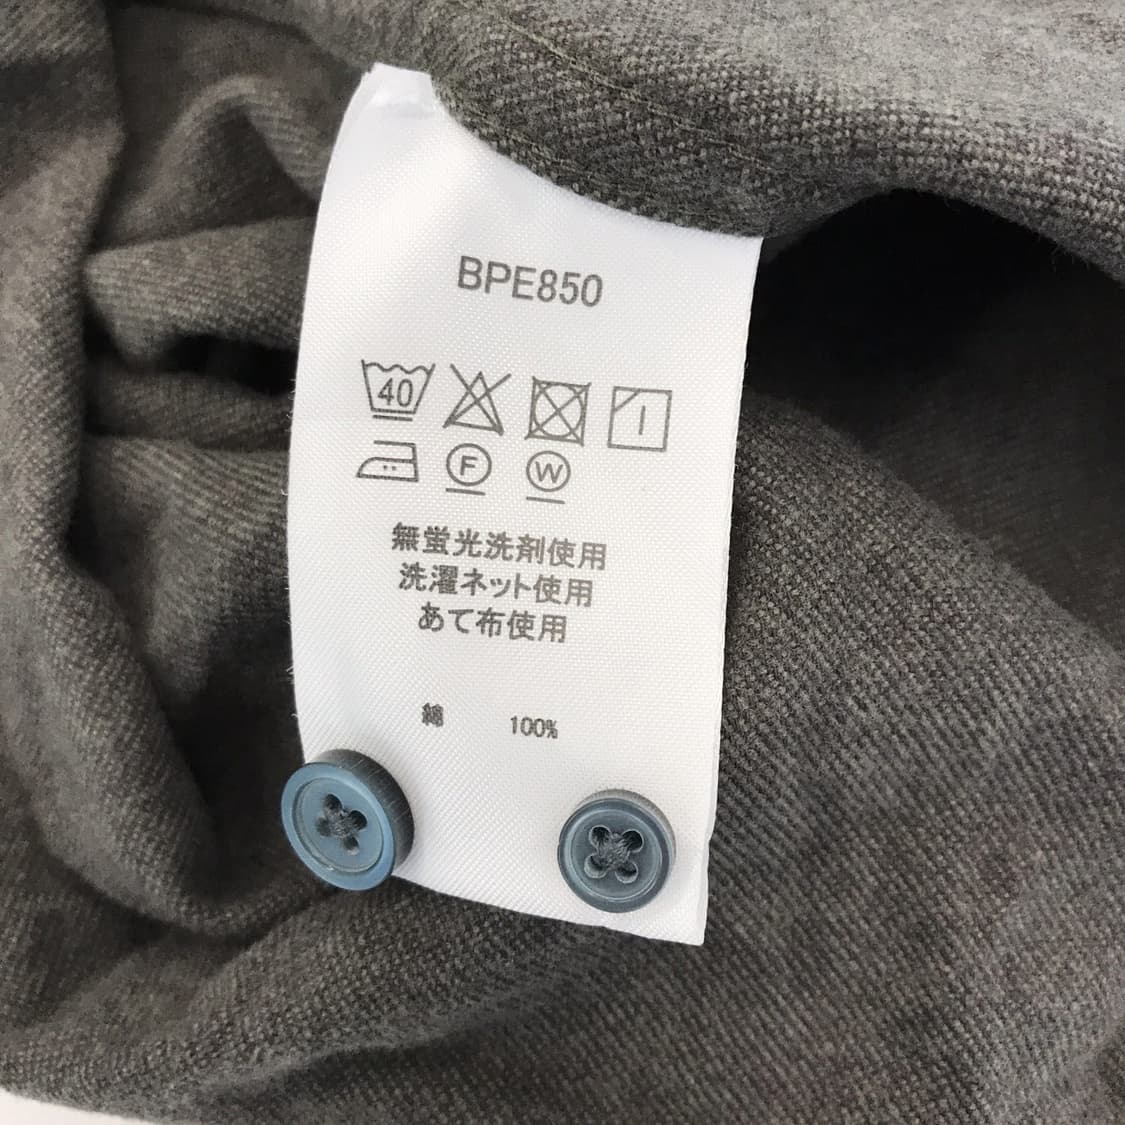 BPE850
40
F W
無蛍光洗剤使用
洗濯ネット使用
あて布使用
綿 100%